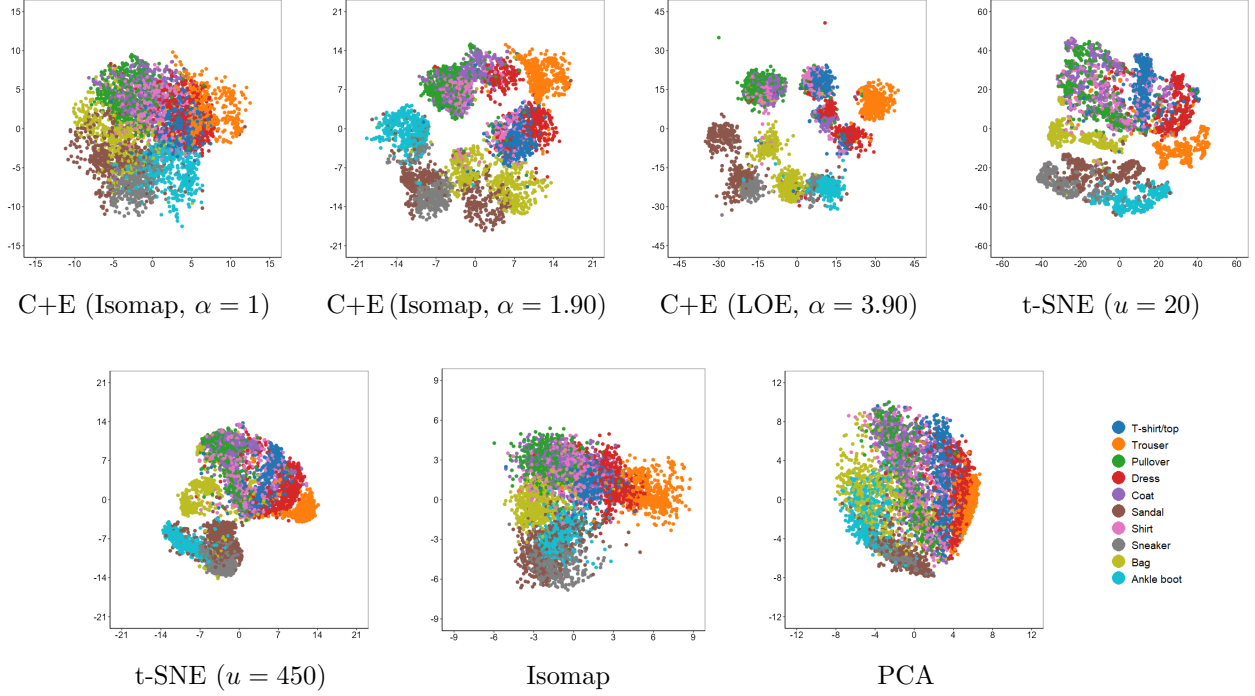 15
10
5
0
-5
-10
-15
-15 -10 -5 0 5 10 15
C+E (Isomap, α = 1)
21
14
7
0
-7
-14
-21
-21 -14 -7 0 7 14 21
C+E (Isomap, α = 1.90)
45
30
15
0
-15
-30
-45
-45 -30 -15 0 15 30 45
C+E (LOE, α = 3.90)
60
40
20
0
-20
-40
-60
-60 -40 -20 0 20 40 60
t-SNE (u = 20)
21
14
7
0
-7
-14
-21
-21 -14 -7 0 7 14 21
t-SNE (u = 450)
9
6
3
0
-3
-6
-9
-9 -6 -3 0 3 6 9
Isomap
12
8
4
0
-4
-8
-12
-12 -8 -4 0 4 8 12
PCA
T-shirt/top
Trouser
Pullover
Dress
Coat
Sandal
Shirt
Sneaker
Bag
Ankle boot